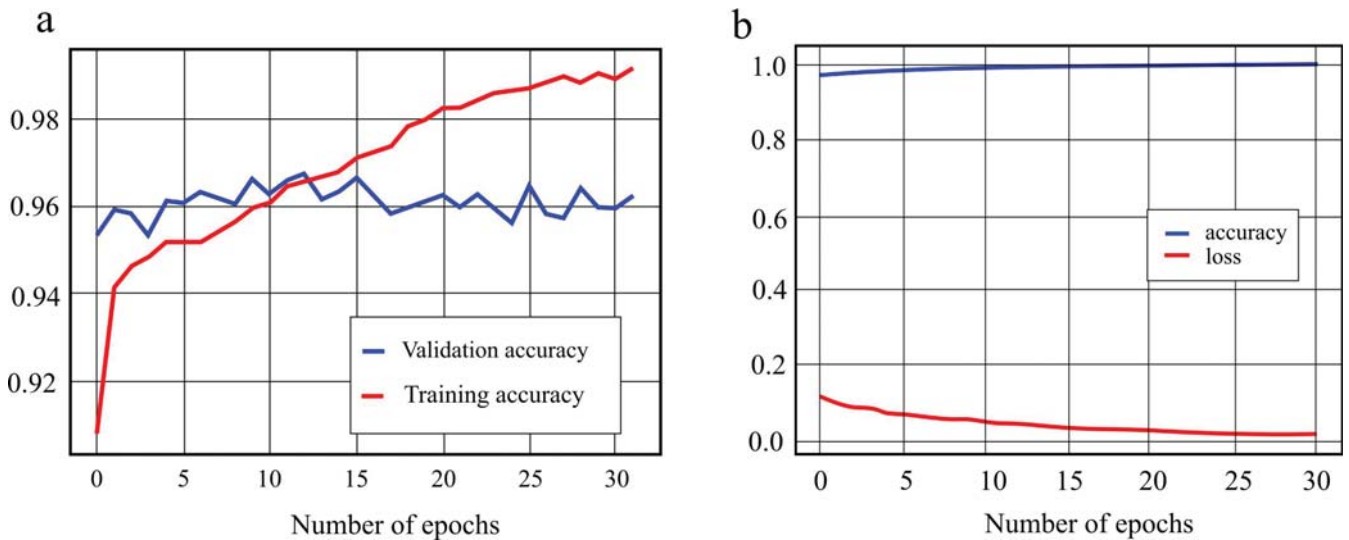 a
0.98
0.96
0.94
0.92
Validation accuracy
Training accuracy
0 5 10 15 20 25 30
Number of epochs
b
1.0
0.8
0.6
0.4
0.2
0.0
accuracy
loss
0 5 10 15 20 25 30
Number of epochs